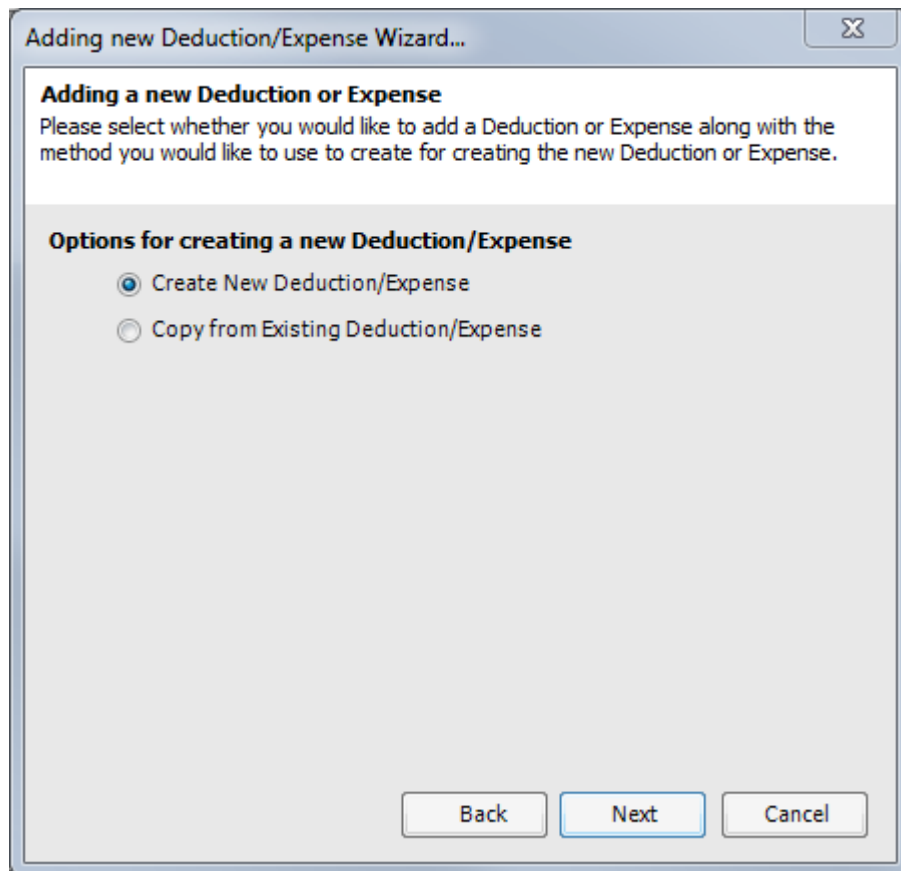 Adding new Deduction/Expense Wizard...
Adding a new Deduction or Expense
Please select whether you would like to add a Deduction or Expense along with the
method you would like to use to create for creating the new Deduction or Expense.
Options for creating a new Deduction/Expense
Create New Deduction/Expense
Copy from Existing Deduction/Expense
Back Next Cancel